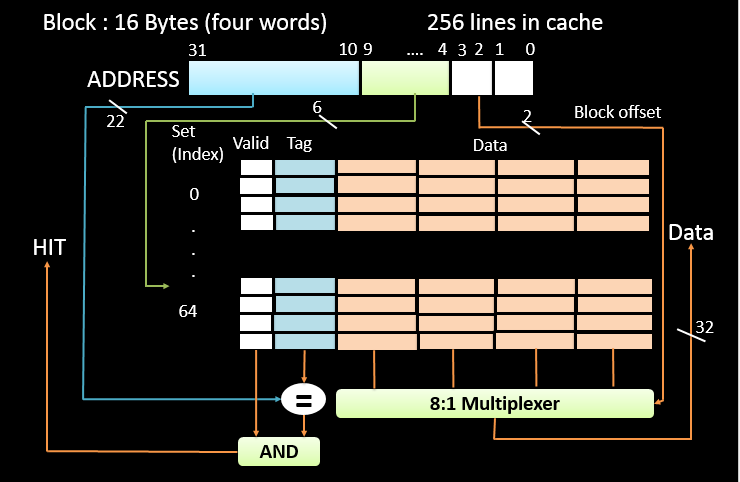 Block : 16 Bytes (four words)
256 lines in cache
31 10 9 .... 4 3 2 1 0
ADDRESS
22
6
2
Block offset
Set
(Index)
Valid
Tag
Data
0
.
.
.
64
HIT
Data
32
=
8:1 Multiplexer
AND